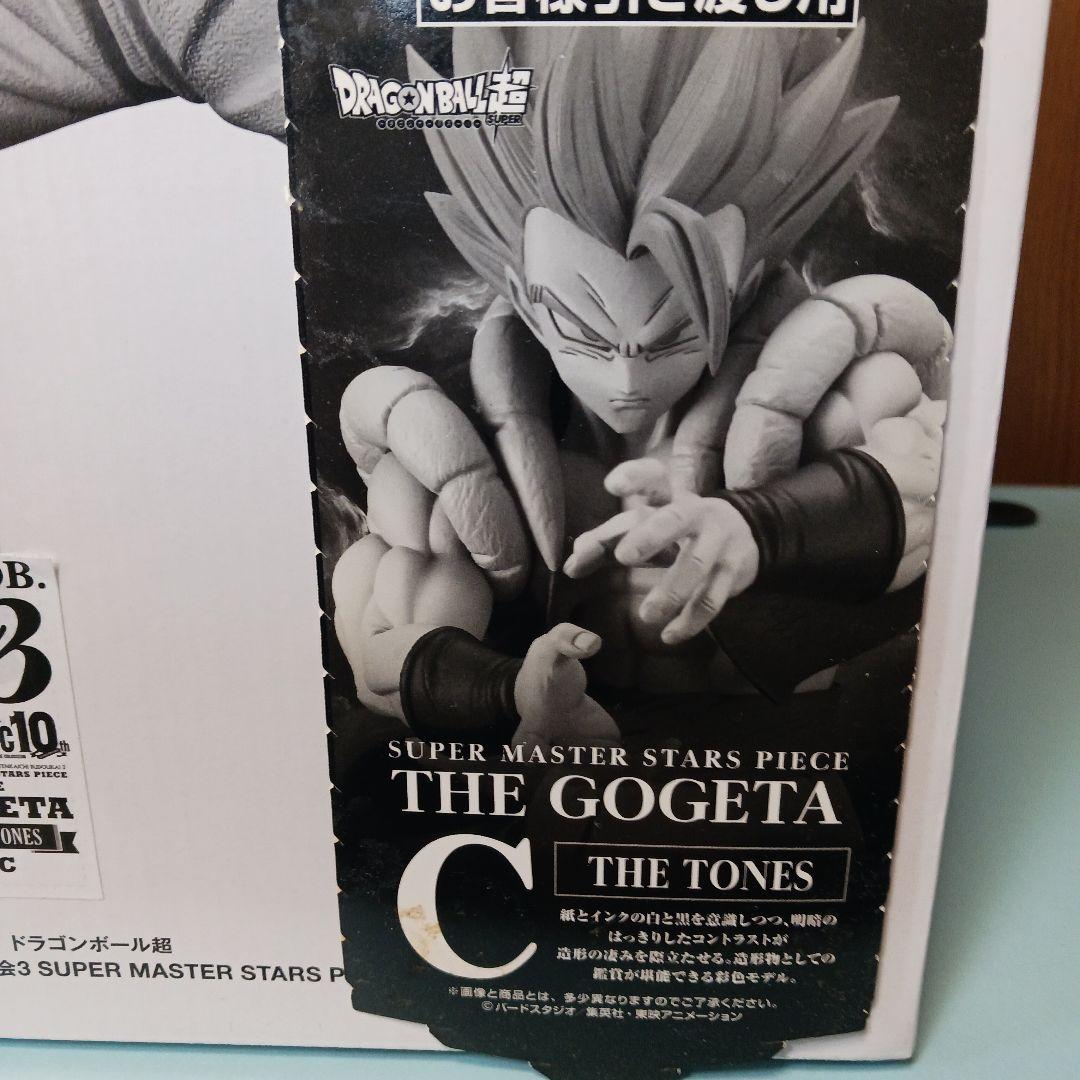 お客様引き渡し用
DRAGONBALL超
SUPER
SUPER MASTER STARS PIECE
THE GOGETA
C
THE TONES
紙とインクの白と黒を意識しつつ、明暗の
はっきりしたコントラストが
造形の凄みを際立たせる。造形物としての
鑑賞が堪能できる彩色モデル。
※画像と商品とは、多少異なりますのでご了承ください。
©バードスタジオ／集英社・東映アニメーション
B.
10th
STARS PIECE
ETA
ONES
C
ドラゴンボール超
会3 SUPER MASTER STARS P